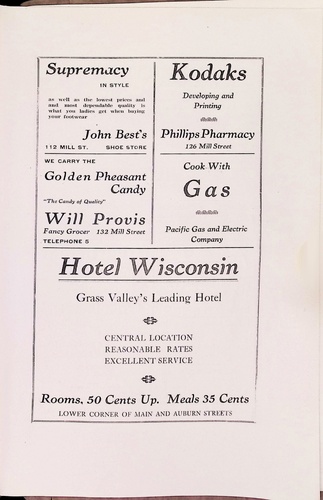 Supremacy
IN STYLE
as well as the lowest prices and
and most dependable quality is
what you ladies get when buying
your footwear
John Best's
112 MILL ST. SHOE STORE
Kodaks
Developing and
Printing
Phillips Pharmacy
126 Mill Street
WE CARRY THE
Golden Pheasant
Candy
"The Candy of Quality"
Will Provis
Fancy Grocer 132 Mill Street
TELEPHONE 5
Cook With
Gas
Pacific Gas and Electric
Company
Hotel Wisconsin
Grass Valley's Leading Hotel
CENTRAL LOCATION
REASONABLE RATES
EXCELLENT SERVICE
Rooms, 50 Cents Up. Meals 35 Cents
LOWER CORNER OF MAIN AND AUBURN STREETS